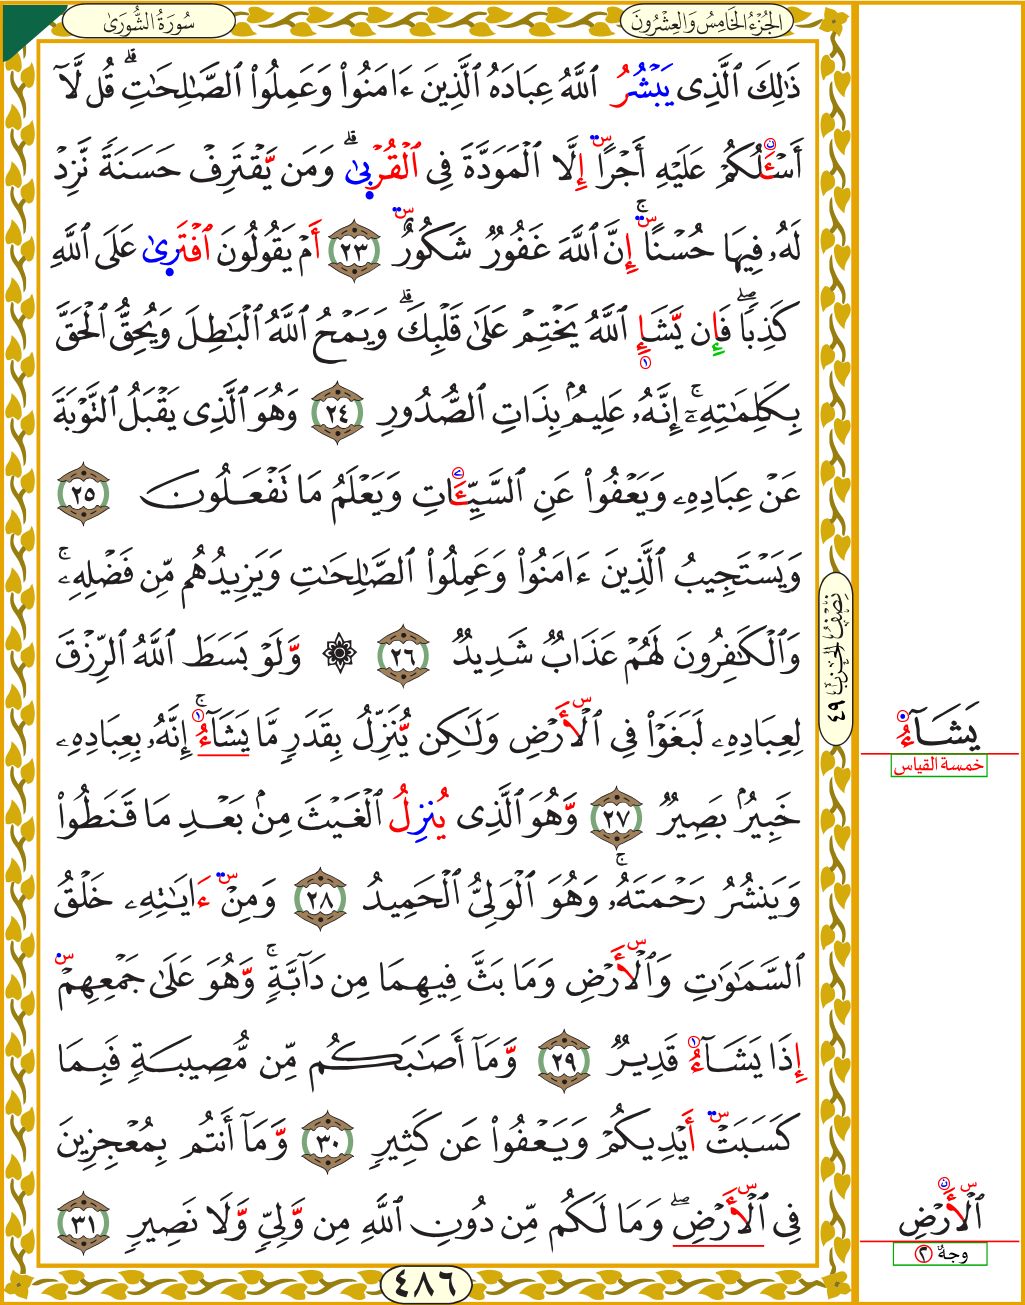 الجُزْءُ الخَامِسُ وَالعِشْرُونَ
سُورَةُ الشُّورَىٰ
ذَٰلِكَ ٱلَّذِى يَبْشُرُ ٱللَّهُ عِبَادَهُ ٱلَّذِينَ ءَامَنُوا۟ وَعَمِلُوا۟ ٱلصَّـٰلِحَـٰتِ ۗ قُل لَّآ
أَسْـَٔلُكُمْ عَلَيْهِ أَجْرًا إِلَّا ٱلْمَوَدَّةَ فِى ٱلْقُرْبَىٰ ۗ وَمَن يَّقْتَرِفْ حَسَنَةً نَّزِدْ
لَهُۥ فِيهَا حُسْنًا ۚ إِنَّ ٱللَّهَ غَفُورٌ شَكُورٌ ٢٣ أَمْ يَقُولُونَ ٱفْتَرَىٰ عَلَى ٱللَّهِ
كَذِبًا ۖ فَإِن يَّشَإِ ٱللَّهُ يَخْتِمْ عَلَىٰ قَلْبِكَ ۗ وَيَمْحُ ٱللَّهُ ٱلْبَـٰطِلَ وَيُحِقُّ ٱلْحَقَّ
بِكَلِمَـٰتِهِۦٓ ۚ إِنَّهُۥ عَلِيمٌۢ بِذَاتِ ٱلصُّدُورِ ٢٤ وَهُوَ ٱلَّذِى يَقْبَلُ ٱلتَّوْبَةَ
عَنْ عِبَادِهِۦ وَيَعْفُوا۟ عَنِ ٱلسَّيِّـَٔاتِ وَيَعْلَمُ مَا تَفْعَلُونَ ٢٥
وَيَسْتَجِيبُ ٱلَّذِينَ ءَامَنُوا۟ وَعَمِلُوا۟ ٱلصَّـٰلِحَـٰتِ وَيَزِيدُهُم مِّن فَضْلِهِۦ ۚ
وَٱلْكَـٰفِرُونَ لَهُمْ عَذَابٌ شَدِيدٌ ٢٦ ۞ وَّلَوْ بَسَطَ ٱللَّهُ ٱلرِّزْقَ
نِصْفُ الحِزْبِ ٤٩
لِعِبَادِهِۦ لَبَغَوْا۟ فِى ٱلْأَرْضِ وَلَـٰكِن يُّنَزِّلُ بِقَدَرٍ مَّا يَشَآءُ ۚ إِنَّهُۥ بِعِبَادِهِۦ
خَبِيرٌۢ بَصِيرٌ ٢٧ وَّهُوَ ٱلَّذِى يُنزِلُ ٱلْغَيْثَ مِنۢ بَعْدِ مَا قَنَطُوا۟
وَيَنشُرُ رَحْمَتَهُۥ ۚ وَهُوَ ٱلْوَلِىُّ ٱلْحَمِيدُ ٢٨ وَمِنْ ءَايَـٰتِهِۦ خَلْقُ
ٱلسَّمَـٰوَٰتِ وَٱلْأَرْضِ وَمَا بَثَّ فِيهِمَا مِن دَآبَّةٍ ۚ وَّهُوَ عَلَىٰ جَمْعِهِمْ
إِذَا يَشَآءُ قَدِيرٌ ٢٩ وَّمَآ أَصَـٰبَكُم مِّن مُّصِيبَةٍ فَبِمَا
كَسَبَتْ أَيْدِيكُمْ وَيَعْفُوا۟ عَن كَثِيرٍ ٣٠ وَّمَآ أَنتُم بِمُعْجِزِينَ
فِى ٱلْأَرْضِ ۖ وَمَا لَكُم مِّن دُونِ ٱللَّهِ مِن وَلِىٍّ وَّلَا نَصِيرٍ ٣١
٤٨٦
يَشَآءُ
خمسة القياس
ٱلْأَرْضِ
وجهٌ ٢